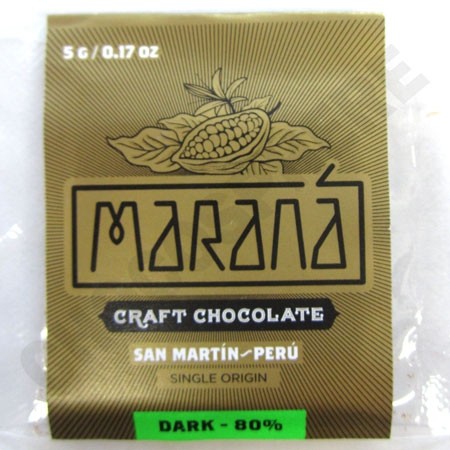 5 G / 0.17 OZ
Maraná
CRAFT CHOCOLATE
SAN MARTÍN~PERÚ
SINGLE ORIGIN
DARK - 80%